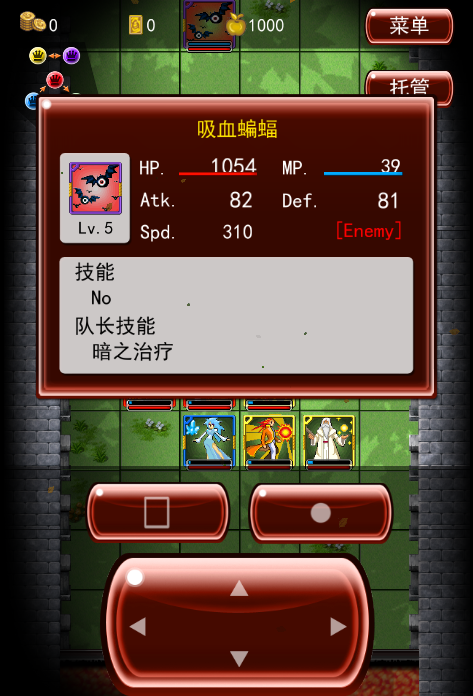 0
0
1000
菜单
托管
吸血蝙蝠
HP. 1054 MP. 39
Atk. 82 Def. 81
Lv.5
Spd. 310 [Enemy]
技能
No
队长技能
暗之治疗